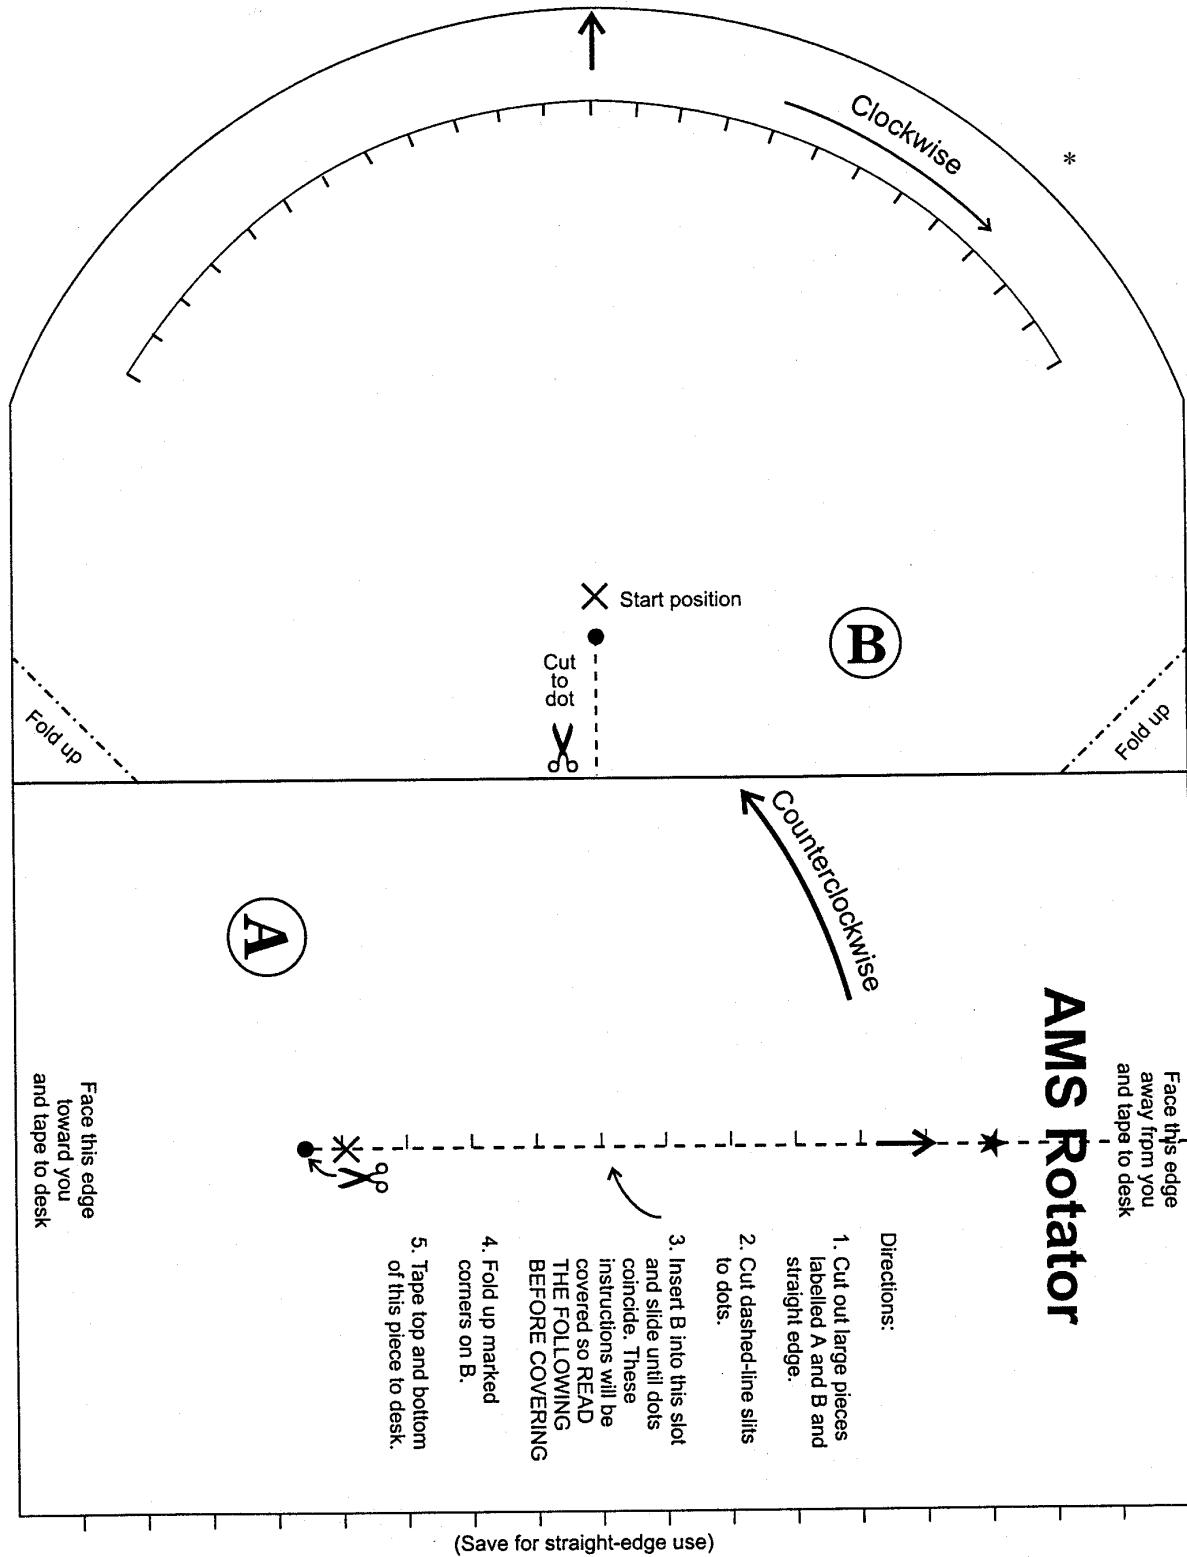 Clockwise
*
Start position
B
Cut
to
dot
Fold up
Fold up
Counterclockwise
A
AMS Rotator
Face this edge
away from you
and tape to desk
Face this edge
toward you
and tape to desk
Directions:
1. Cut out large pieces
labelled A and B and
straight edge.
2. Cut dashed-line slits
to dots.
3. Insert B into this slot
and slide until dots
coincide. These
instructions will be
covered so READ
THE FOLLOWING
BEFORE COVERING
4. Fold up marked
corners on B.
5. Tape top and bottom
of this piece to desk.
(Save for straight-edge use)